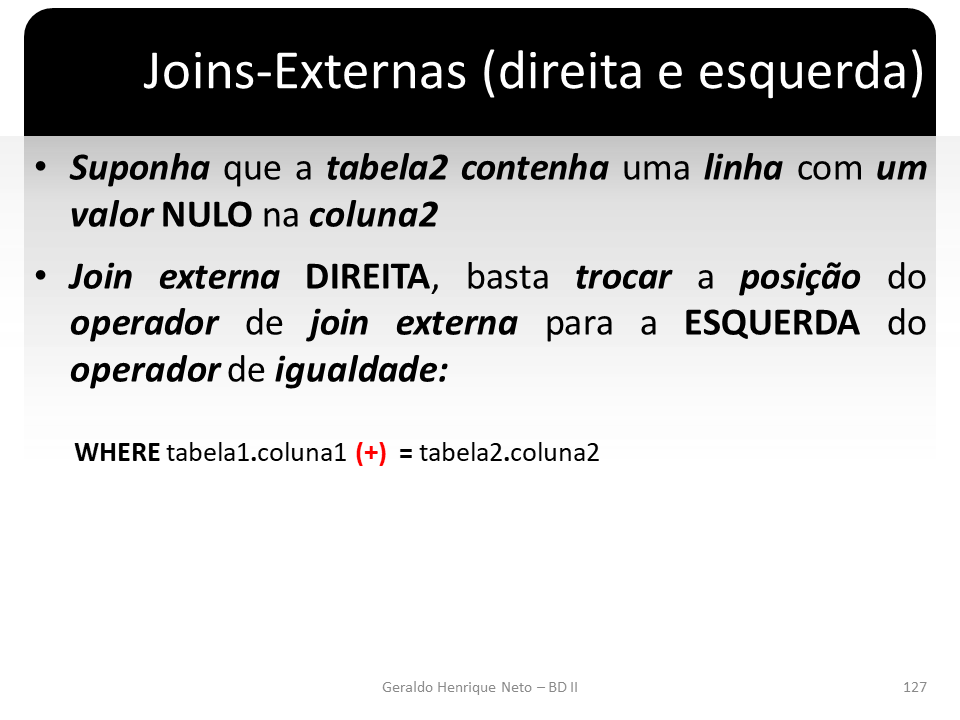 Joins-Externas (direita e esquerda)
• Suponha que a tabela2 contenha uma linha com um
valor NULO na coluna2
• Join externa DIREITA, basta trocar a posição do
operador de join externa para a ESQUERDA do
operador de igualdade:
WHERE tabela1.coluna1 (+) = tabela2.coluna2
Geraldo Henrique Neto – BD II
127